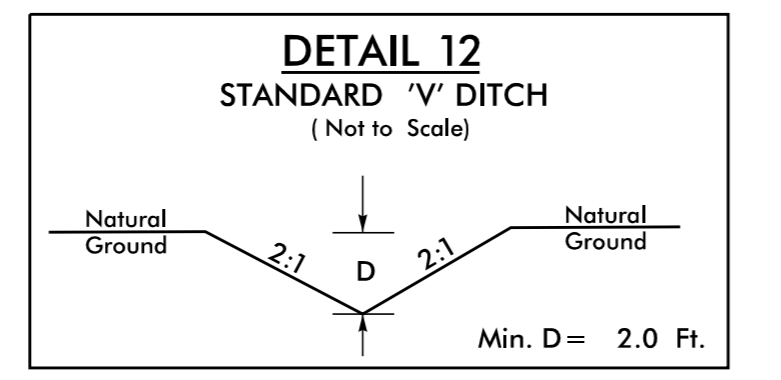 DETAIL 12
STANDARD 'V' DITCH
( Not to Scale)
Natural
Ground
2:1
D
2:1
Natural
Ground
Min. D= 2.0 Ft.